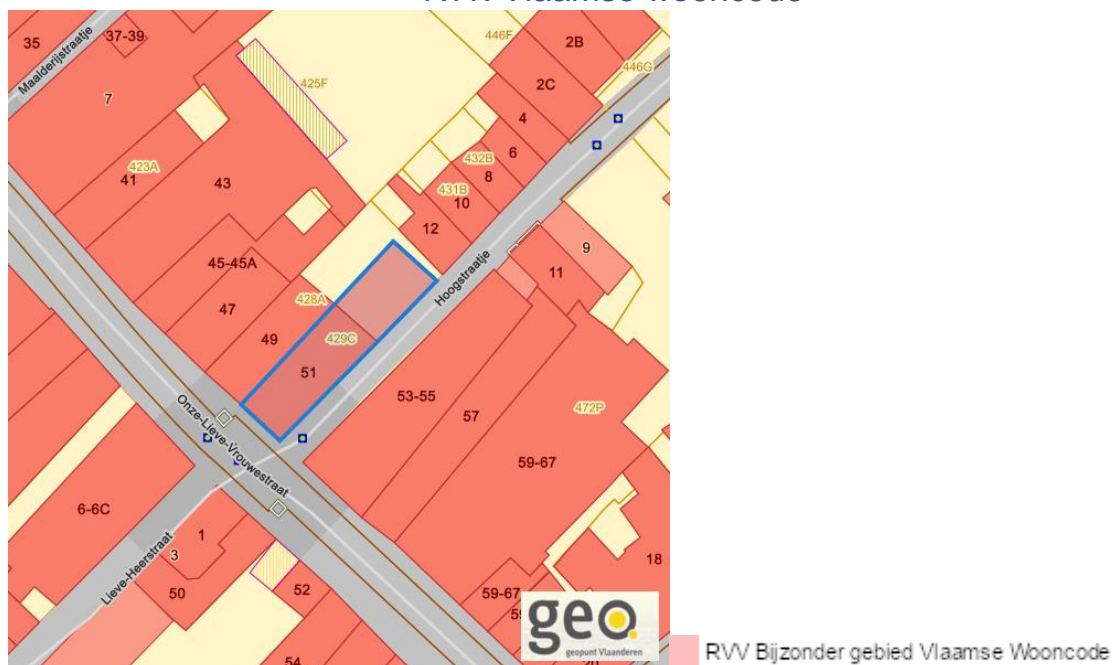 RVV Vlaamse wooncode
35
37-39
Maalderijstraatje
7
425F
446F
2B
446G
2C
4
6
432B
8
431B
10
12
423A
41
43
9
11
45-45A
Hoogstraatje
47
428A
49
429C
51
53-55
57
472P
59-67
Onze-Lieve-Vrouwestraat
6-6C
1
3
Lieve-Heerstraat
50
52
54
59-67
18
geo
geopunt Vlaanderen
RVV Bijzonder gebied Vlaamse Wooncode